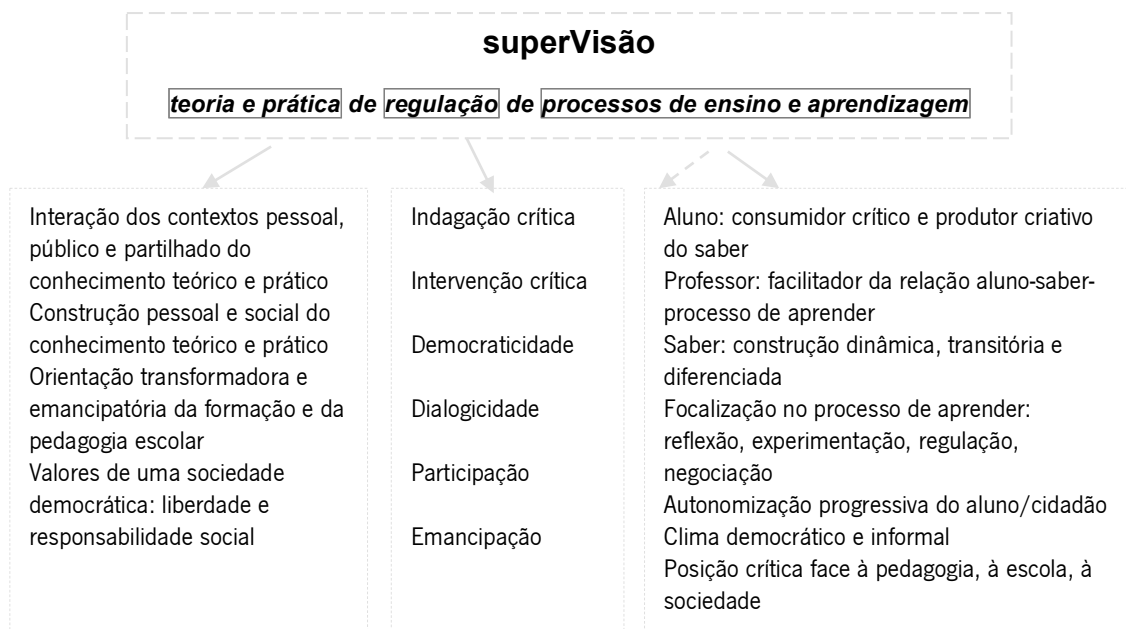 superVisão
teoria e prática de regulação de processos de ensino e aprendizagem
Interação dos contextos pessoal,
público e partilhado do
conhecimento teórico e prático
Construção pessoal e social do
conhecimento teórico e prático
Orientação transformadora e
emancipatória da formação e da
pedagogia escolar
Valores de uma sociedade
democrática: liberdade e
responsabilidade social
Indagação crítica
Intervenção crítica
Democraticidade
Dialogicidade
Participação
Emancipação
Aluno: consumidor crítico e produtor criativo
do saber
Professor: facilitador da relação aluno-saber-
processo de aprender
Saber: construção dinâmica, transitória e
diferenciada
Focalização no processo de aprender:
reflexão, experimentação, regulação,
negociação
Autonomização progressiva do aluno/cidadão
Clima democrático e informal
Posição crítica face à pedagogia, à escola, à
sociedade